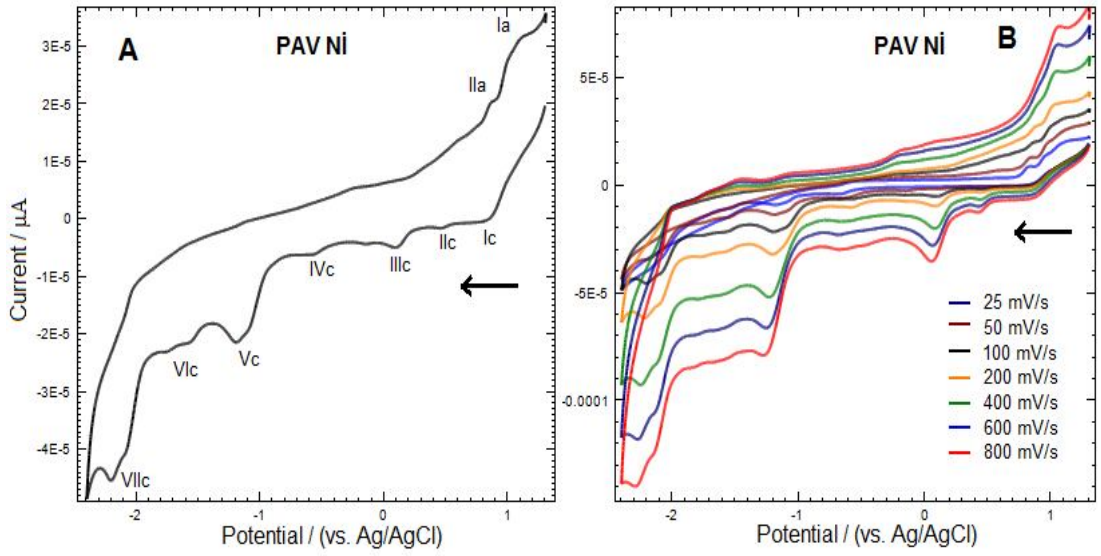 A
PAV Nİ
Ia
IIa
Ic
IIc
IIIc
IVc
Vc
VIc
VIIc
3E-5
2E-5
1E-5
0
-1E-5
-2E-5
-3E-5
-4E-5
Current / µA
-2
-1
0
1
Potential / (vs. Ag/AgCl)
PAV Nİ
B
5E-5
0
-5E-5
-0.0001
25 mV/s
50 mV/s
100 mV/s
200 mV/s
400 mV/s
600 mV/s
800 mV/s
-2
-1
0
1
Potential / (vs. Ag/AgCl)